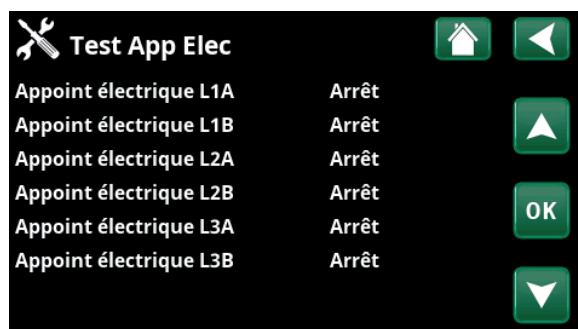 Test App Elec
Appoint électrique L1A Arrêt
Appoint électrique L1B Arrêt
Appoint électrique L2A Arrêt
Appoint électrique L2B Arrêt
OK
Appoint électrique L3A Arrêt
Appoint électrique L3B Arrêt